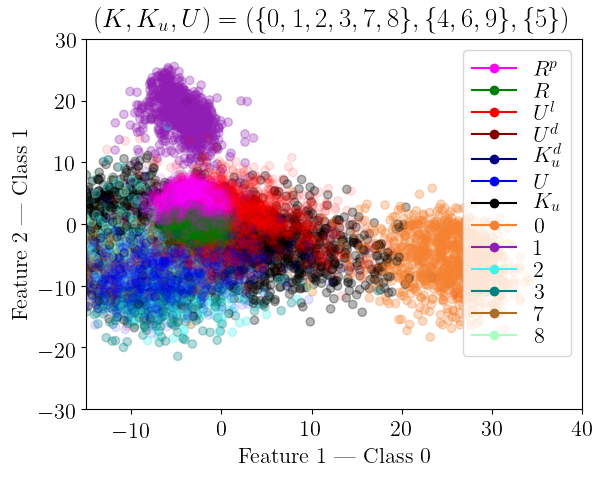 (K, K_u, U) = ({0, 1, 2, 3, 7, 8}, {4, 6, 9}, {5})
30
20
10
0
−10
−20
−30
Feature 2 — Class 1
R^p
R
U^l
U^d
K_u^d
U
K_u
0
1
2
3
7
8
−10 0 10 20 30 40
Feature 1 — Class 0